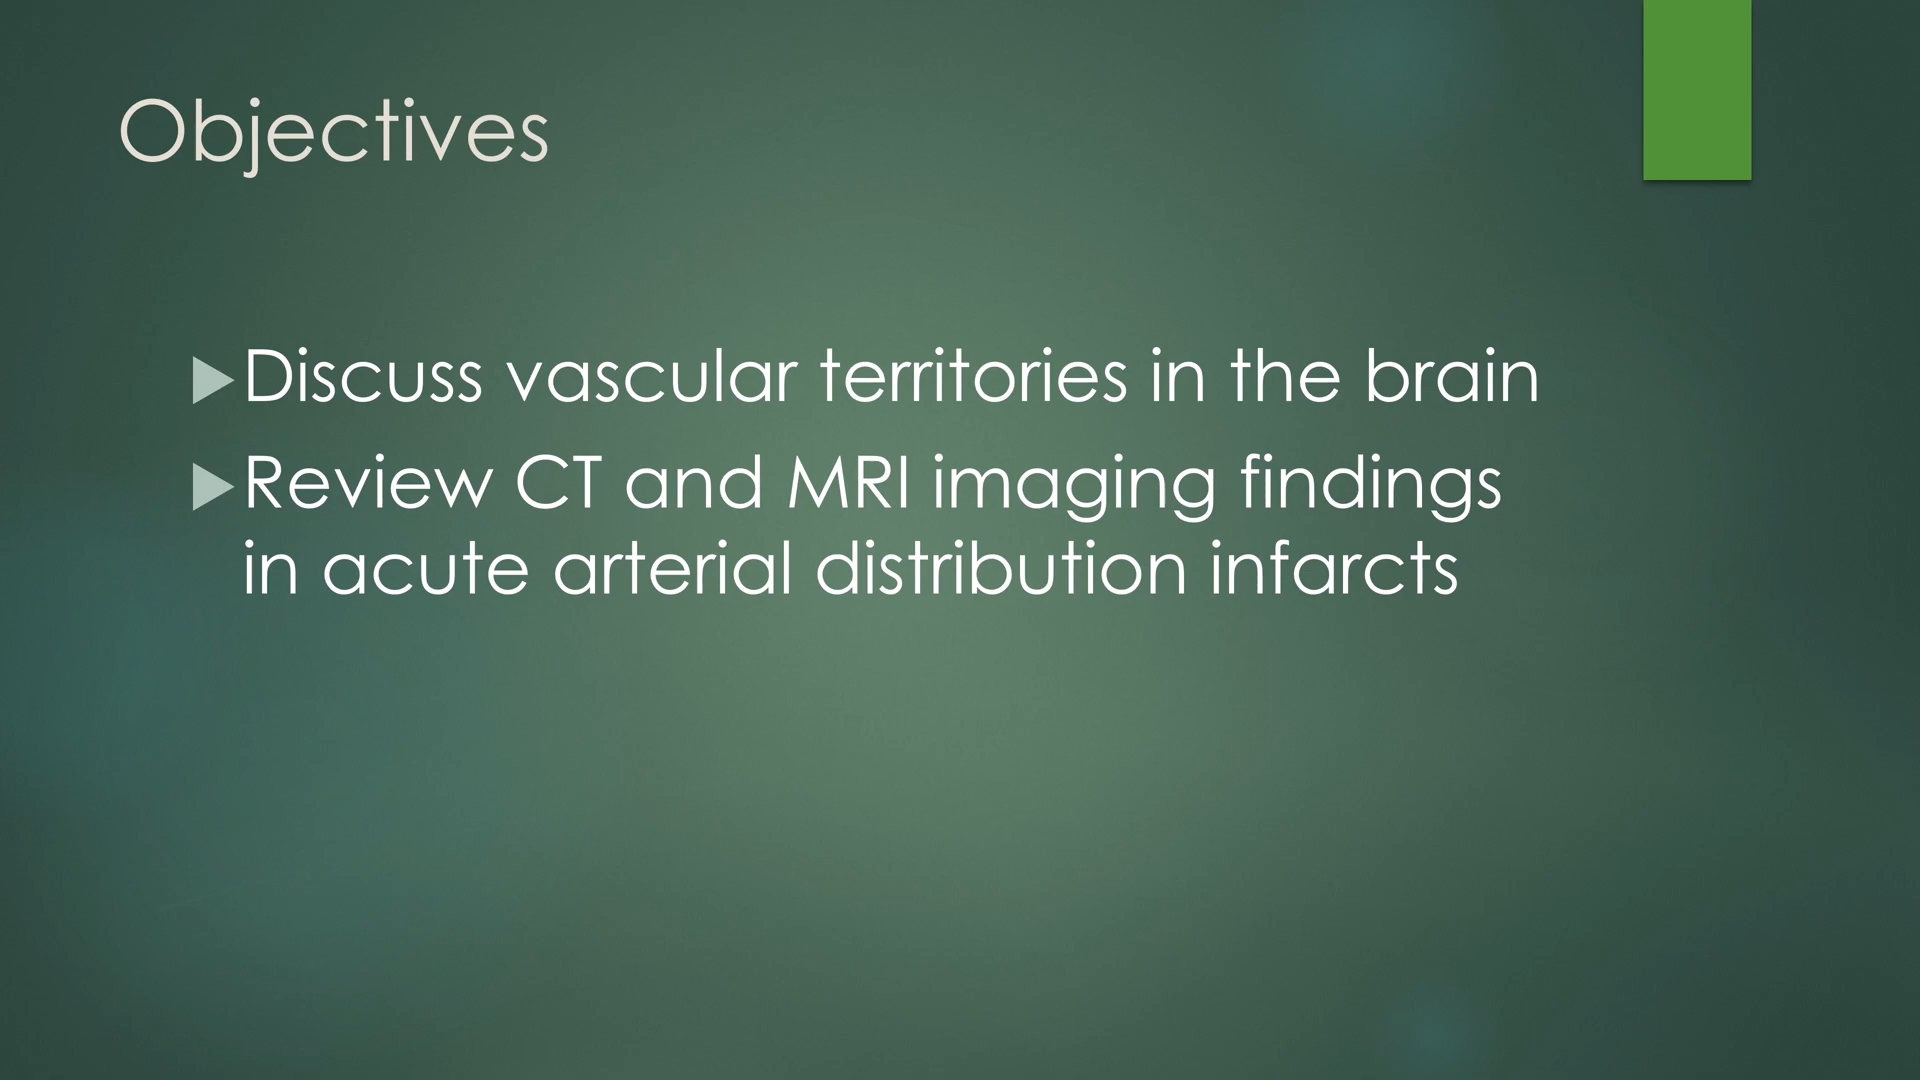 Objectives
Discuss vascular territories in the brain
Review CT and MRI imaging findings
in acute arterial distribution infarcts